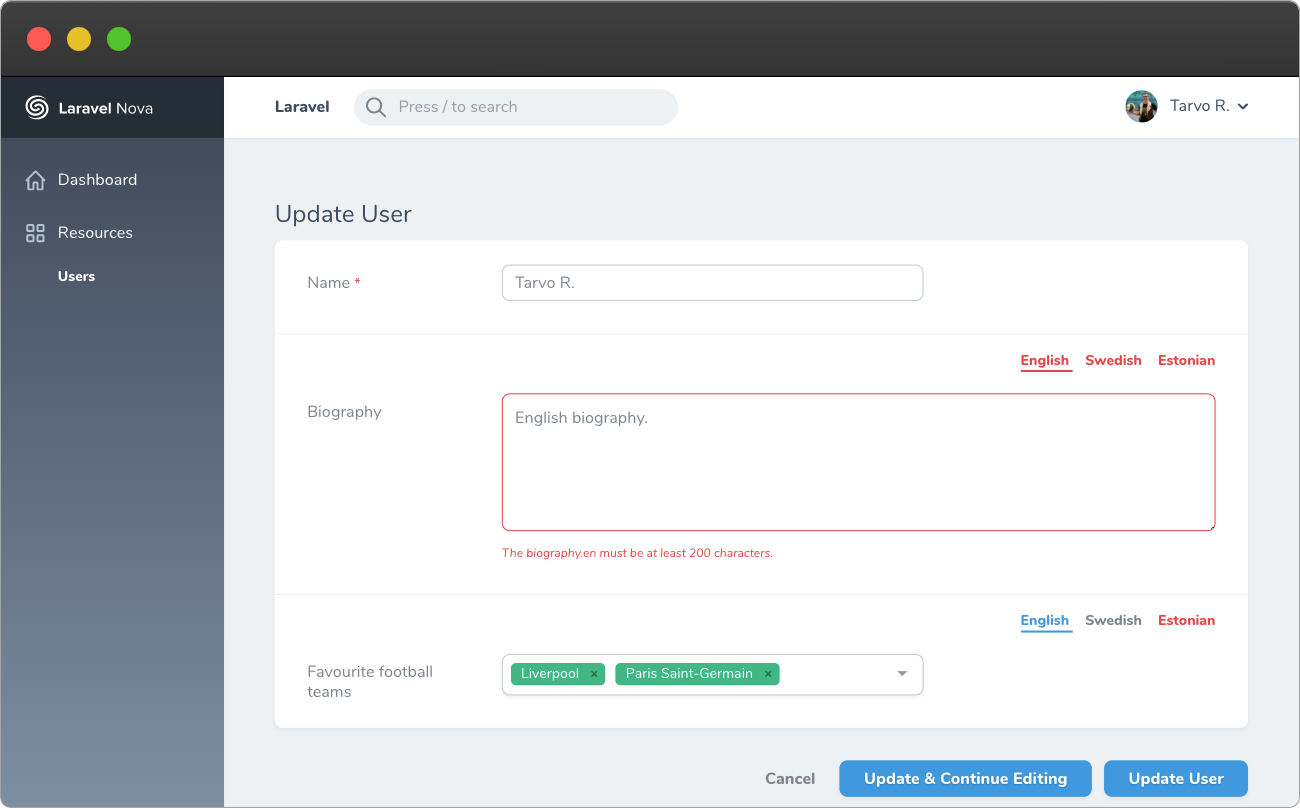 Laravel Nova
Laravel
Press / to search
Tarvo R.
Dashboard
Resources
Users
Update User
Name *
Tarvo R.
English Swedish Estonian
Biography
English biography.
The biography.en must be at least 200 characters.
English Swedish Estonian
Favourite football
teams
Liverpool × Paris Saint-Germain ×
Cancel
Update & Continue Editing
Update User